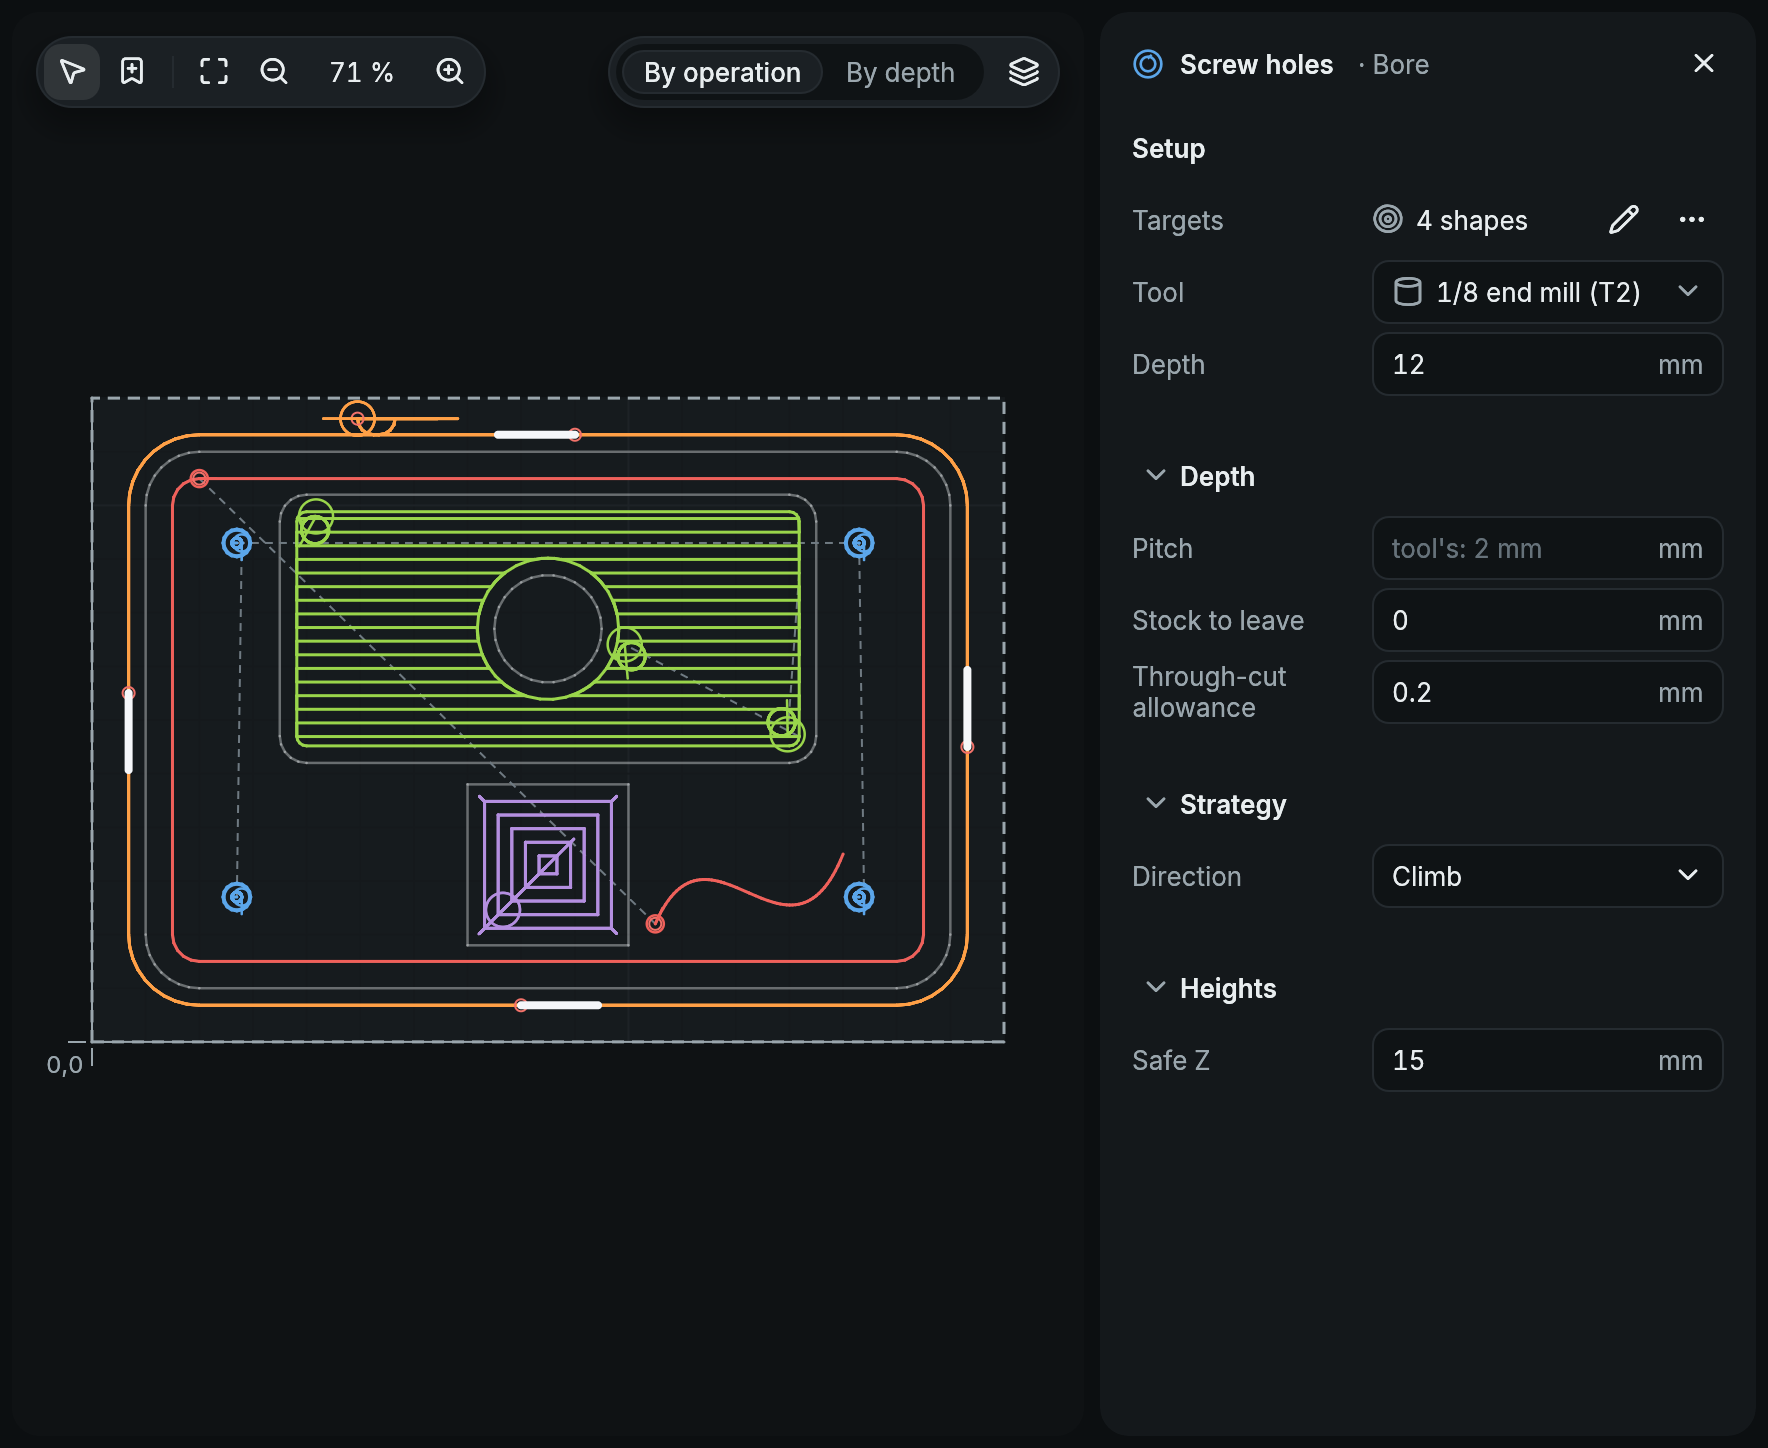 71 %
By operation
By depth
0,0
Screw holes · Bore
Setup
Targets
4 shapes
Tool
1/8 end mill (T2)
Depth
12 mm
Depth
Pitch
tool's: 2 mm mm
Stock to leave
0 mm
Through-cut
allowance
0.2 mm
Strategy
Direction
Climb
Heights
Safe Z
15 mm